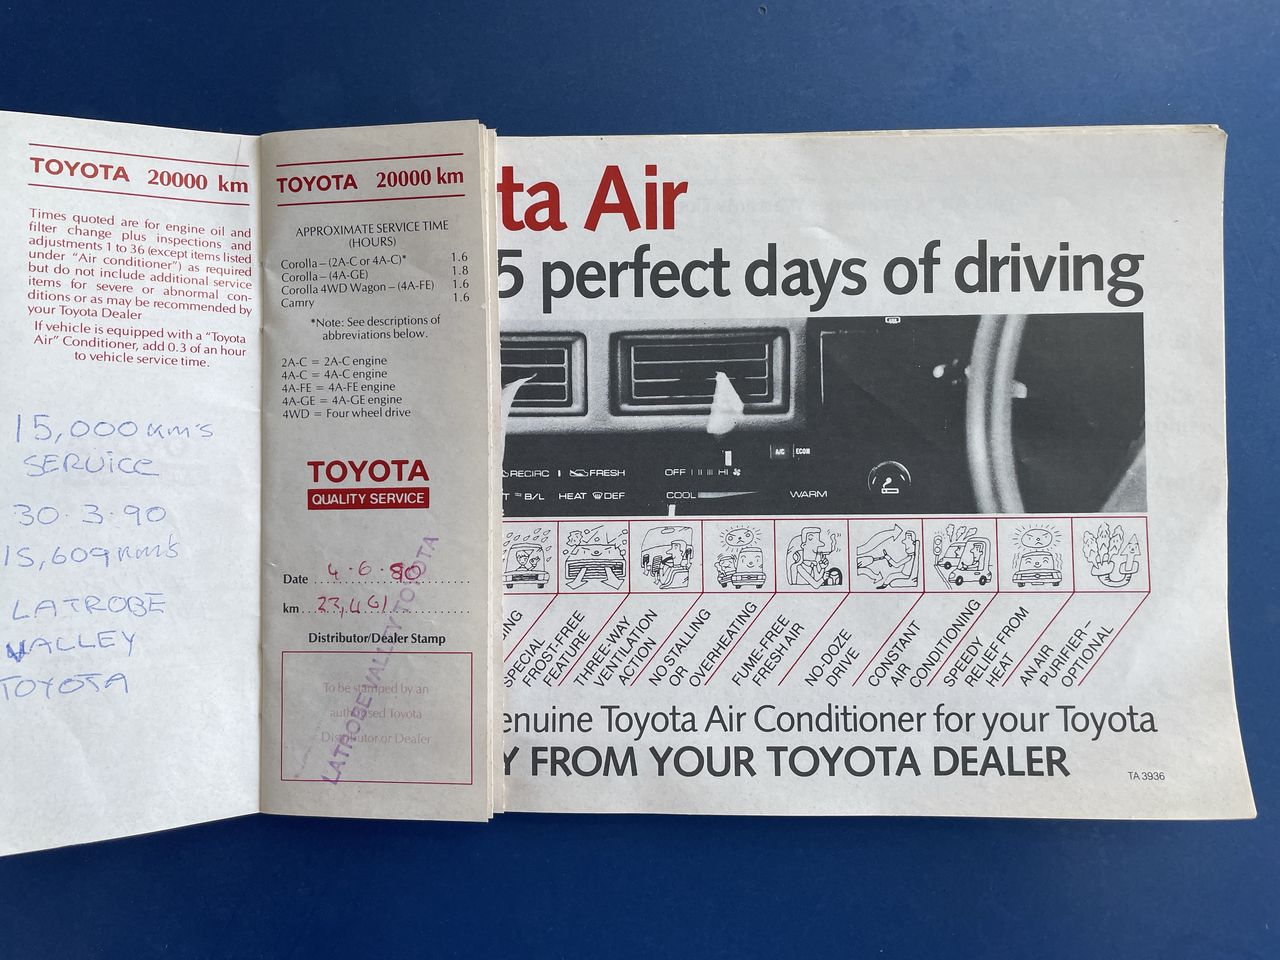 TOYOTA 20000 km
Times quoted are for engine oil and
filter change plus inspections and
adjustments 1 to 36 (except items listed
under "Air conditioner") as required
but do not include additional service
items for severe or abnormal con-
ditions or as may be recommended by
your Toyota Dealer
If vehicle is equipped with a "Toyota
Air" Conditioner, add 0.3 of an hour
to vehicle service time.
15,000 KM'S
SERVICE
30.3.90
15,609 KM'S
LATROBE
VALLEY
TOYOTA
TOYOTA 20000 km
APPROXIMATE SERVICE TIME
(HOURS)
Corolla – (2A-C or 4A-C)* 1.6
Corolla – (4A-GE) 1.8
Corolla 4WD Wagon – (4A-FE) 1.6
Camry 1.6
*Note: See descriptions of
abbreviations below.
2A-C = 2A-C engine
4A-C = 4A-C engine
4A-FE = 4A-FE engine
4A-GE = 4A-GE engine
4WD = Four wheel drive
TOYOTA
QUALITY SERVICE
Date 4.6.90
km 23,461
Distributor/Dealer Stamp
To be stamped by an
authorised Toyota
Distributor or Dealer
LATROBE VALLEY TOYOTA
ta Air
5 perfect days of driving
A/C ECON
RECIRC FRESH OFF HI
T B/L HEAT DEF COOL WARM
ING
SPECIAL
FROST-FREE
FEATURE
THREE-WAY
VENTILATION
ACTION
NO STALLING
OR
OVERHEATING
FUME-FREE
FRESH AIR
NO-DOZE
DRIVE
CONSTANT
AIR
CONDITIONING
SPEEDY
RELIEF FROM
HEAT
AN AIR
PURIFIER –
OPTIONAL
enuine Toyota Air Conditioner for your Toyota
Y FROM YOUR TOYOTA DEALER
TA 3936